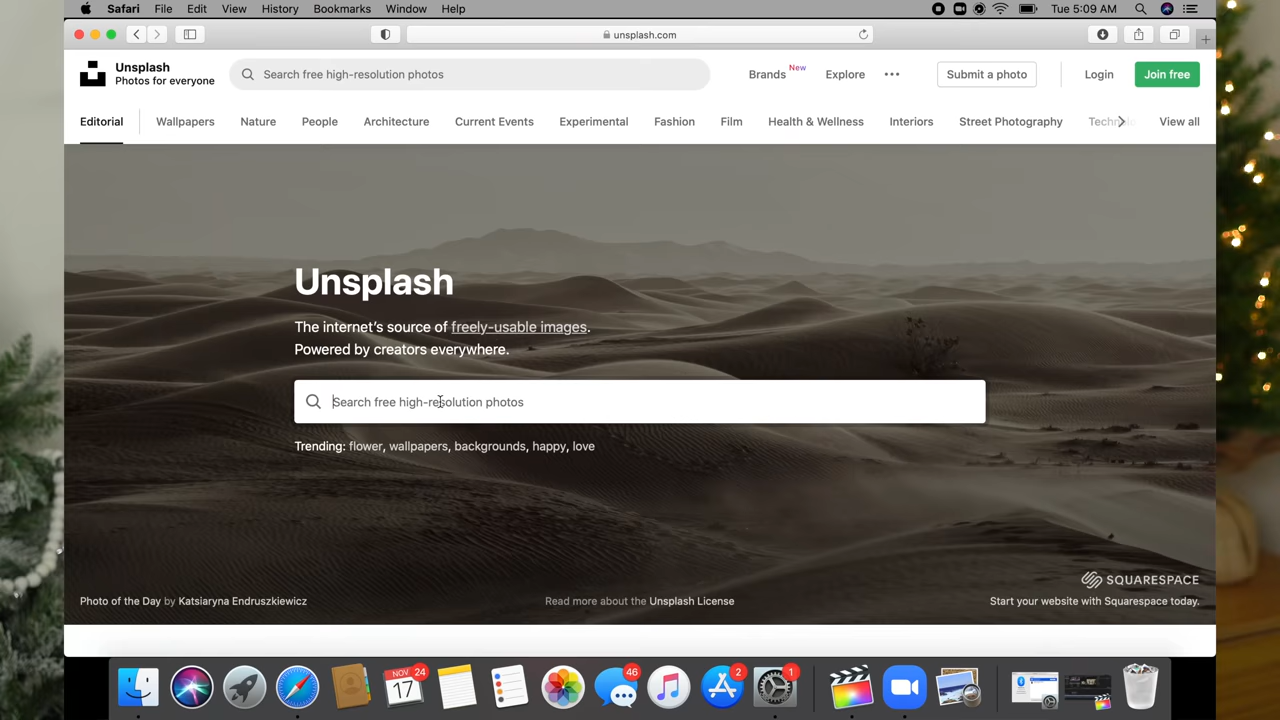 Safari File Edit View History Bookmarks Window Help Tue 5:09 AM
unsplash.com
Unsplash
Photos for everyone
Search free high-resolution photos
Brands New Explore ••• Submit a photo Login Join free
Editorial Wallpapers Nature People Architecture Current Events Experimental Fashion Film Health & Wellness Interiors Street Photography View all
Unsplash
The internet's source of freely-usable images.
Powered by creators everywhere.
Search free high-resolution photos
Trending: flower, wallpapers, backgrounds, happy, love
SQUARESPACE
Photo of the Day by Katsiaryna Endruszkiewicz
Read more about the Unsplash License
Start your website with Squarespace today.
NOV 24
17
46
2
1